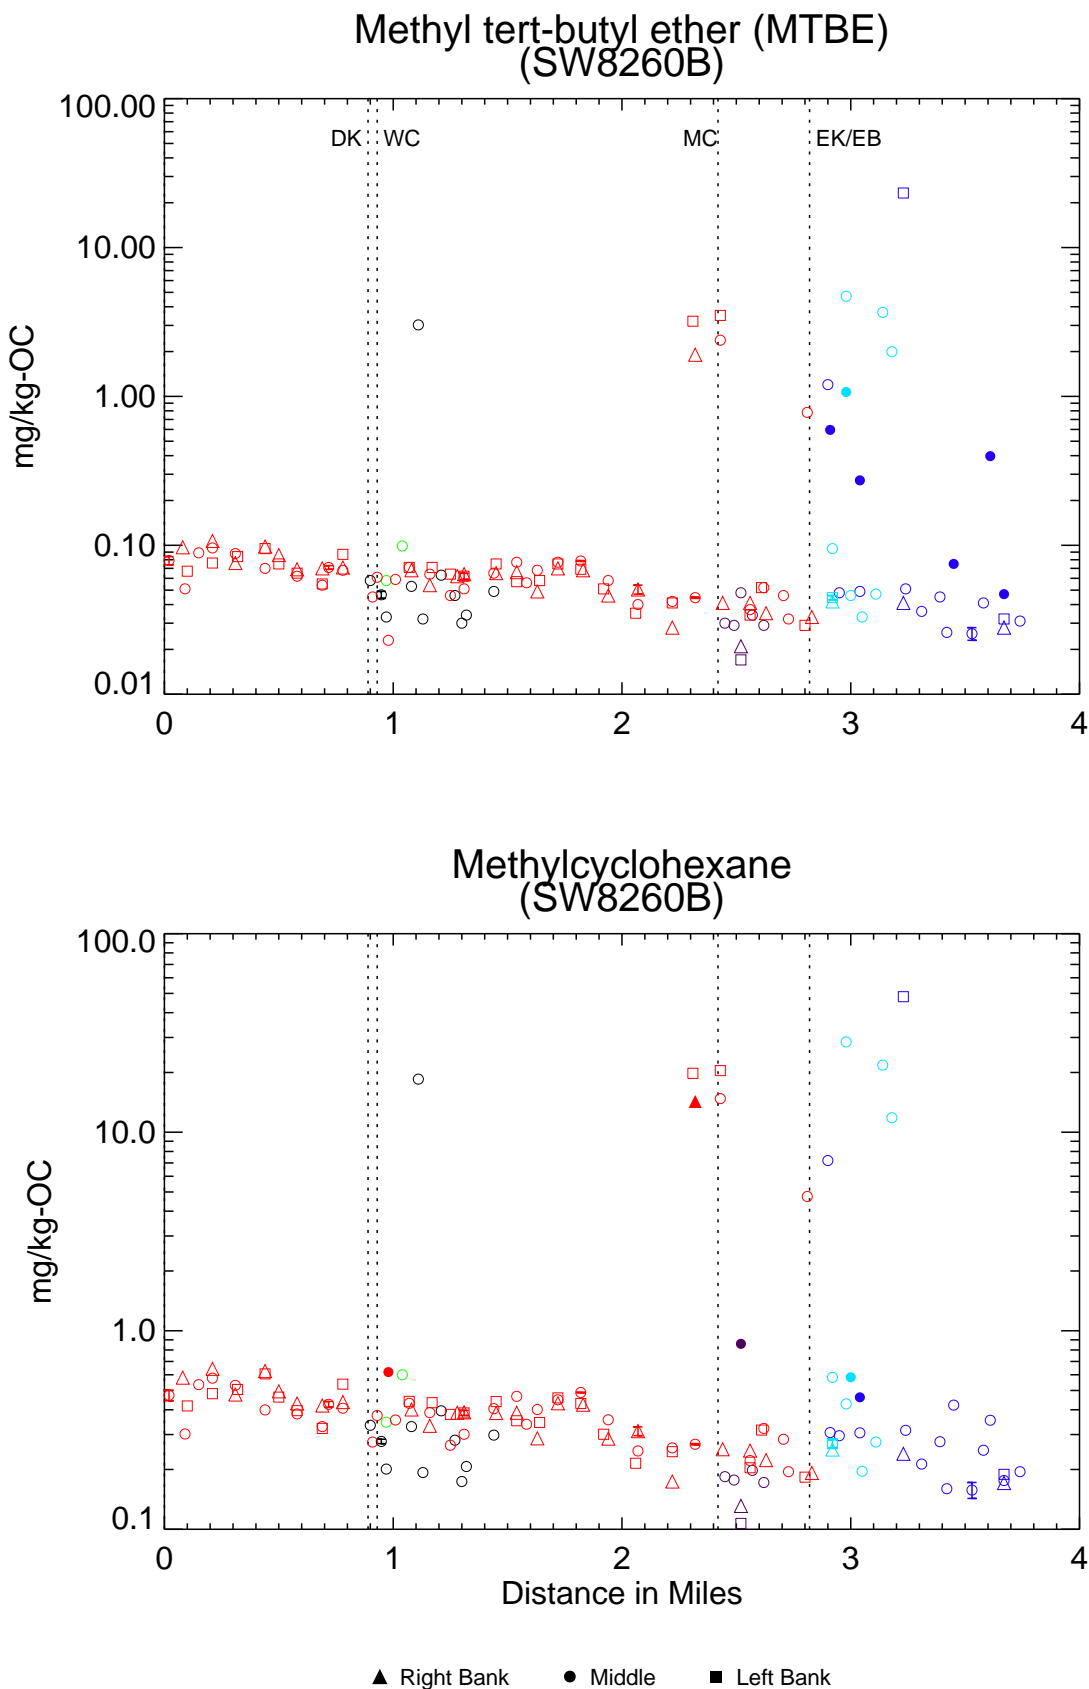 Methyl tert-butyl ether (MTBE)
(SW8260B)
100.00
DK WC MC EK/EB
10.00
1.00
0.10
0.01
mg/kg-OC
0 1 2 3 4
Methylcyclohexane
(SW8260B)
100.0
10.0
1.0
0.1
mg/kg-OC
0 1 2 3 4
Distance in Miles
Right Bank Middle Left Bank